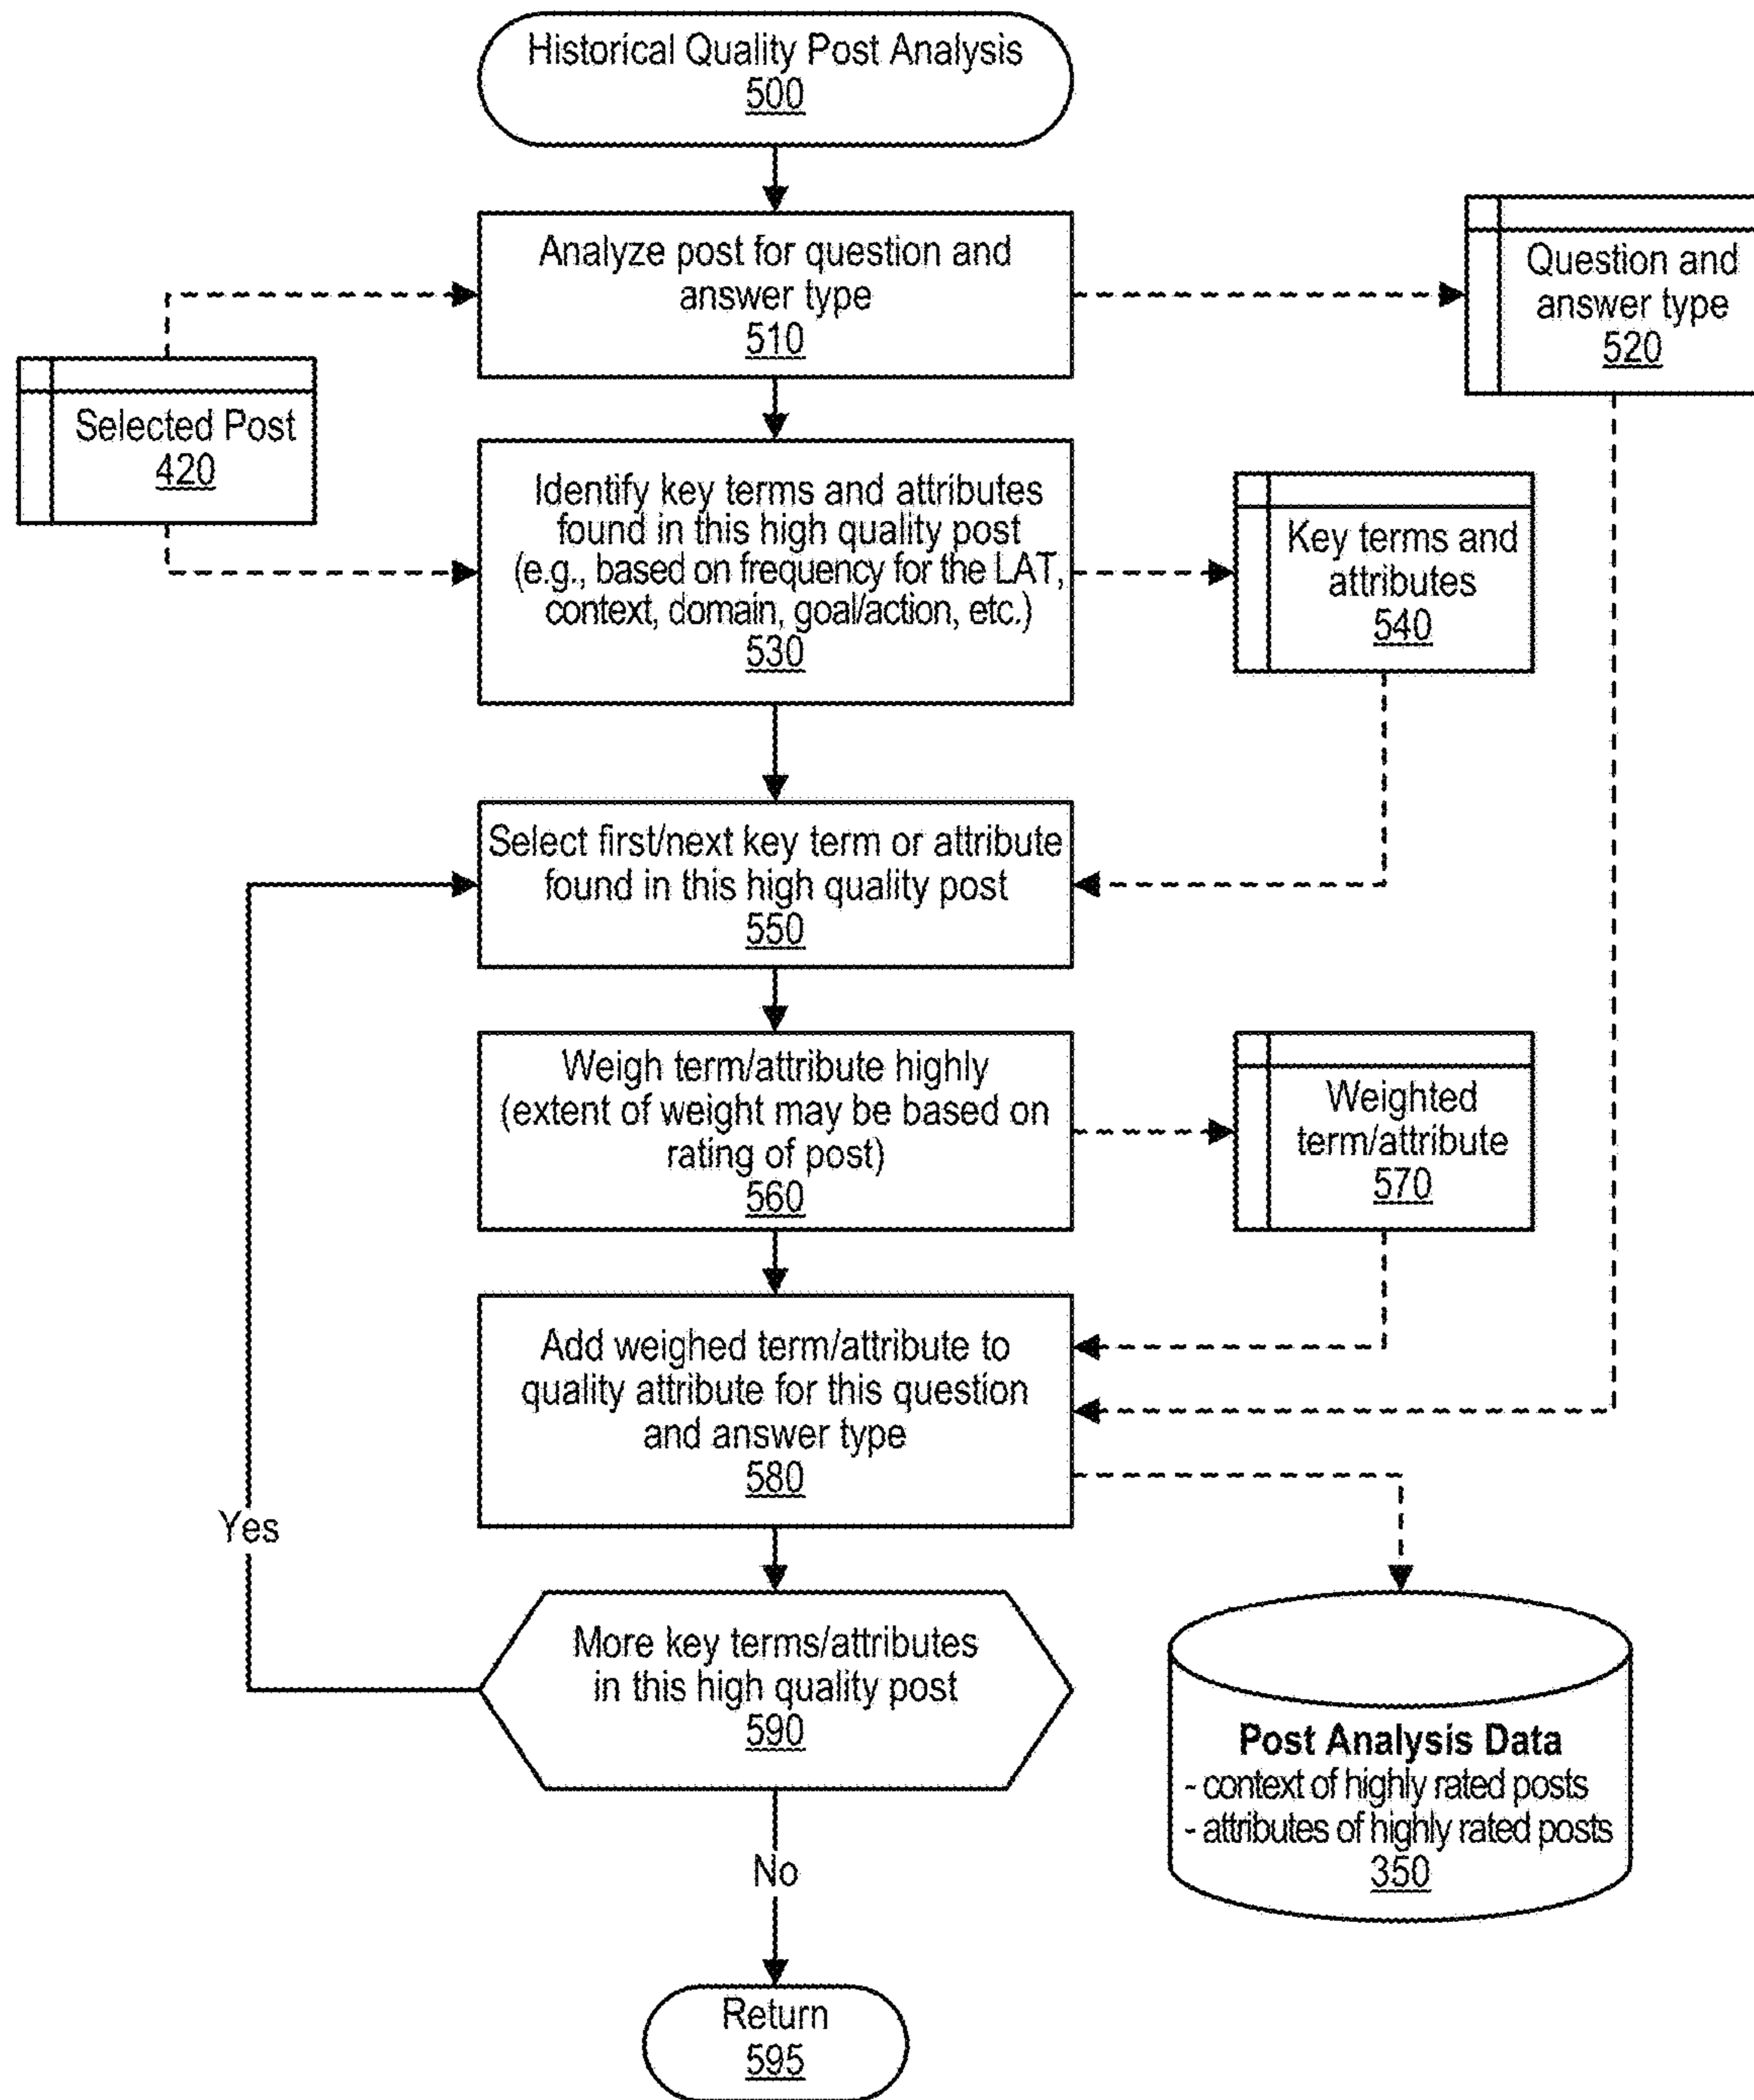 Historical Quality Post Analysis
500
Analyze post for question and
answer type
510
Question and
answer type
520
Selected Post
420
Identify key terms and attributes
found in this high quality post
(e.g., based on frequency for the LAT,
context, domain, goal/action, etc.)
530
Key terms and
attributes
540
Select first/next key term or attribute
found in this high quality post
550
Weigh term/attribute highly
(extent of weight may be based on
rating of post)
560
Weighted
term/attribute
570
Add weighed term/attribute to
quality attribute for this question
and answer type
580
Yes
More key terms/attributes
in this high quality post
590
Post Analysis Data
- context of highly rated posts
- attributes of highly rated posts
350
No
Return
595